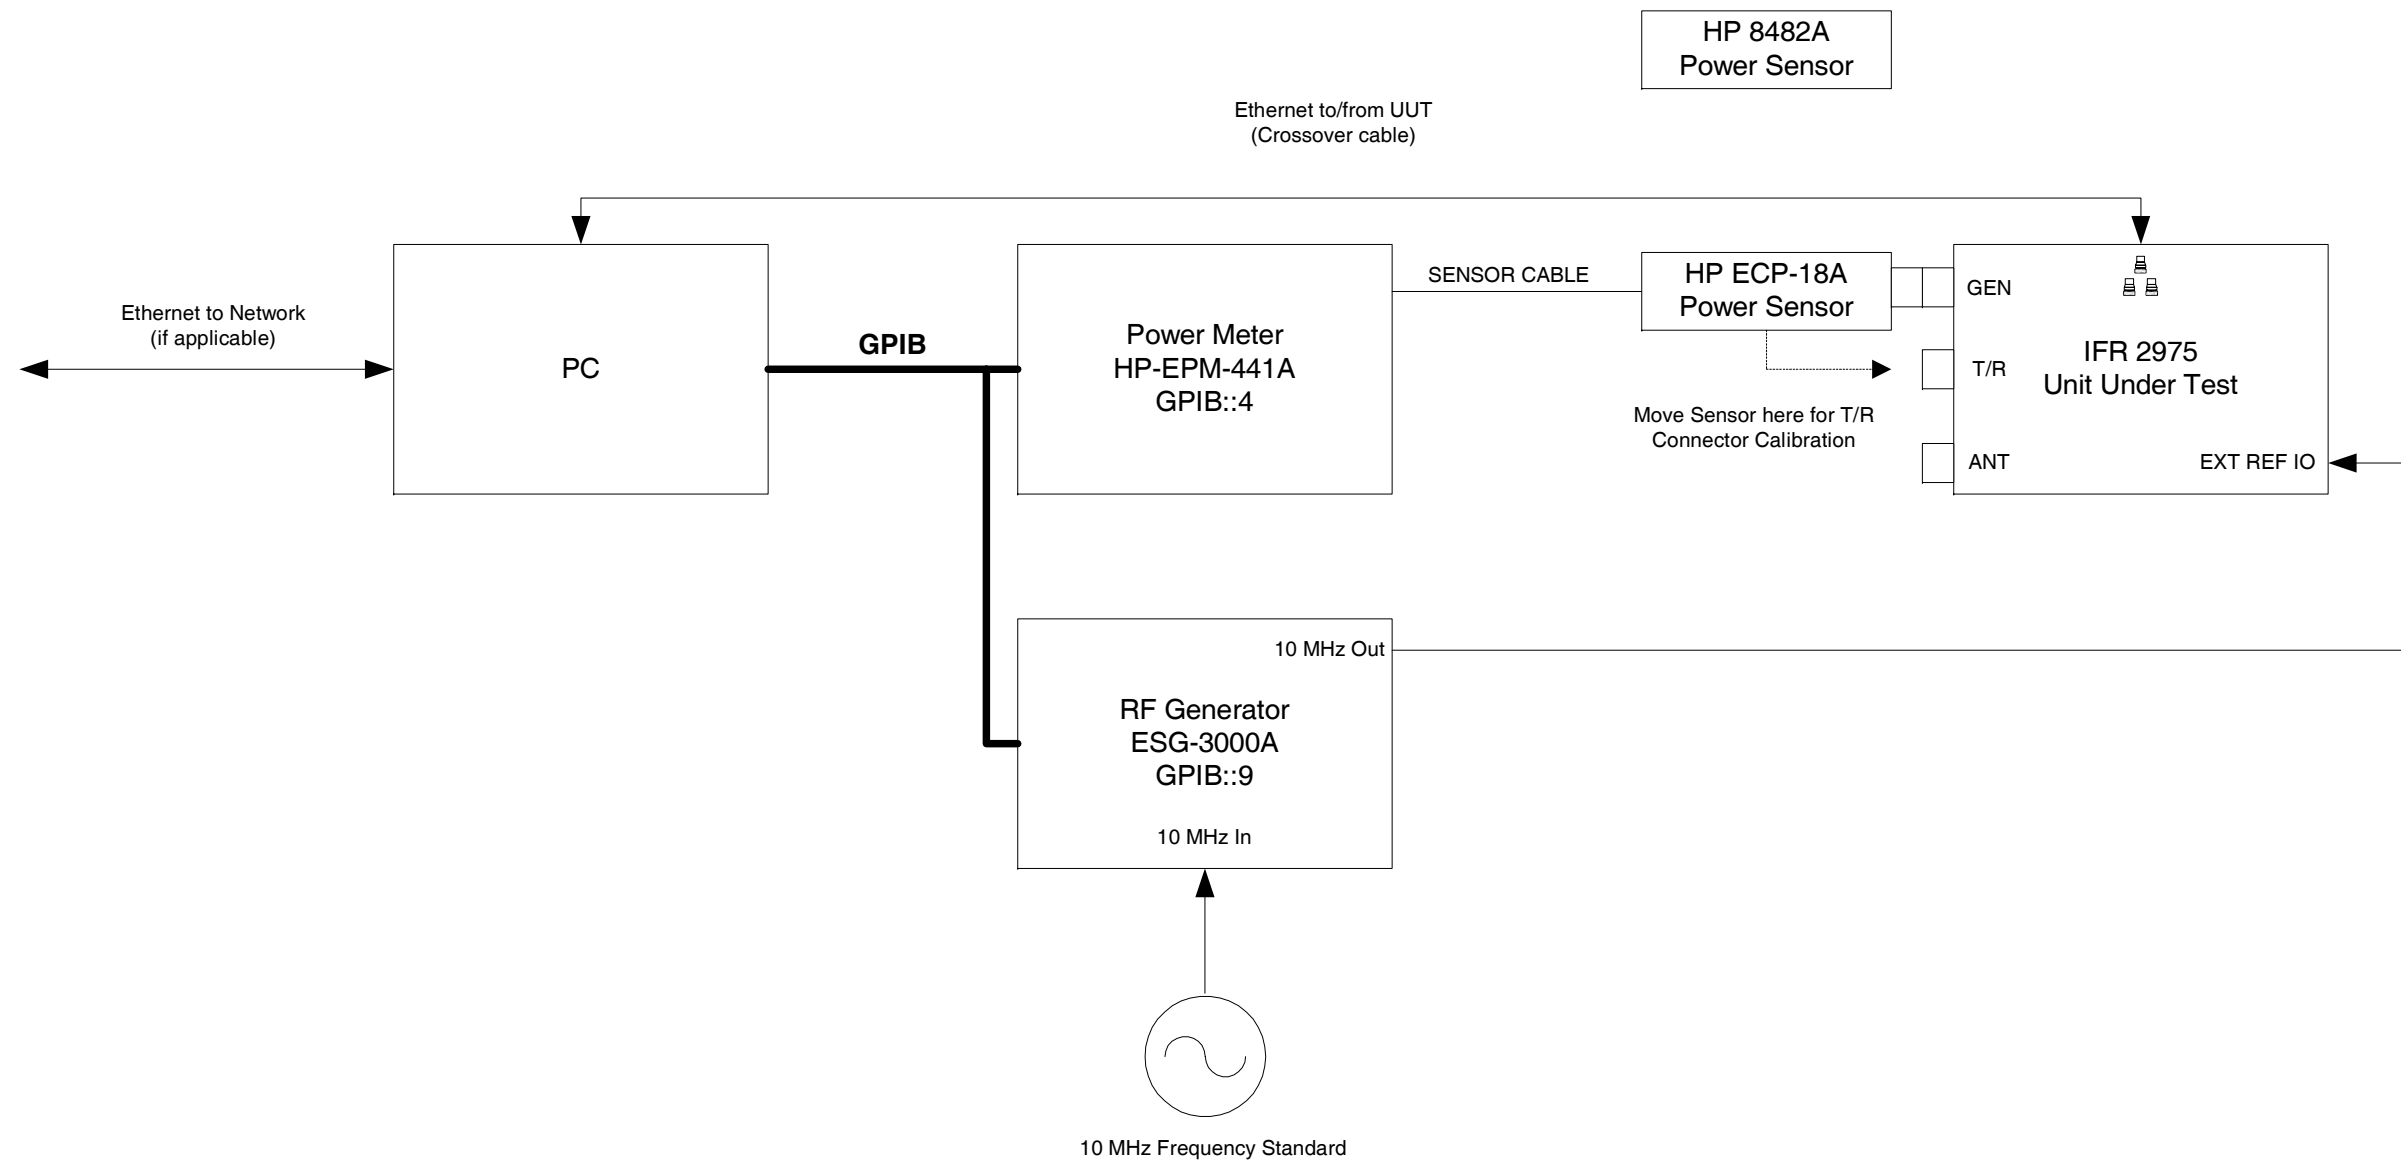 HP 8482A
Power Sensor
Ethernet to/from UUT
(Crossover cable)
Ethernet to Network
(if applicable)
PC
GPIB
Power Meter
HP-EPM-441A
GPIB::4
SENSOR CABLE
HP ECP-18A
Power Sensor
Move Sensor here for T/R
Connector Calibration
GEN
T/R
ANT
IFR 2975
Unit Under Test
EXT REF IO
10 MHz Out
RF Generator
ESG-3000A
GPIB::9
10 MHz In
10 MHz Frequency Standard